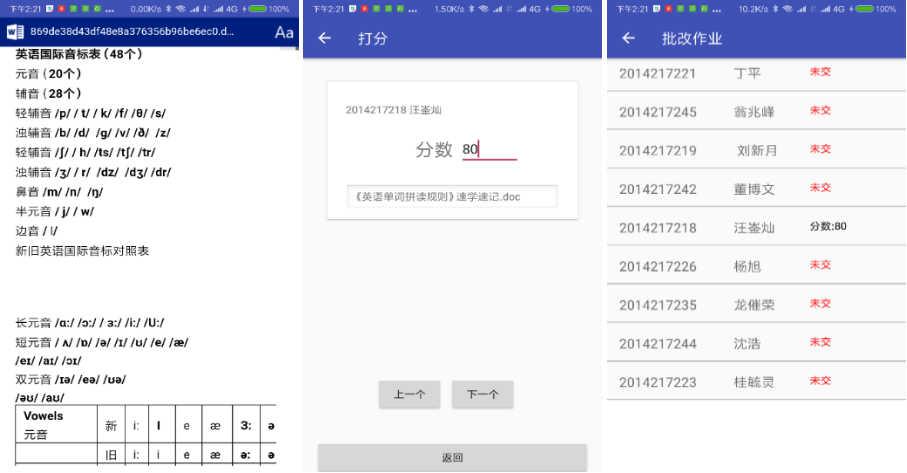 下午2:21 ... 0.00K/s 4G 100%
869de38d43df48e8a376356b96be6ec0.d... Aa
英语国际音标表(48个)
元音(20个)
辅音(28个)
轻辅音 /p/ / t/ / k/ /f/ /θ/ /s/
浊辅音 /b/ /d/ /g/ /v/ /ð/ /z/
轻辅音 /ʃ/ / h/ /ts/ /tʃ/ /tr/
浊辅音 /ʒ/ / r/ /dz/ /dʒ/ /dr/
鼻音 /m/ /n/ /ŋ/
半元音 / j/ / w/
边音 / l/
新旧英语国际音标对照表
长元音 /ɑ:/ /ɔ:/ / ɜ:/ /i:/ /U:/
短元音 / ʌ/ /ɒ/ /ə/ /ɪ/ /ʊ/ /e/ /æ/
/eɪ/ /aɪ/ /ɔɪ/
双元音 /ɪə/ /eə/ /ʊə/
/əʊ/ /aʊ/
Vowels 元音 新 i: I e æ 3: ə
旧 i: i e æ ə: ə
下午2:21 ... 1.50K/s 4G 100%
打分
2014217218 汪崟灿
分数 80
《英语单词拼读规则》速学速记.doc
上一个 下一个
返回
下午2:21 ... 10.2K/s 4G 100%
批改作业
2014217221 丁平 未交
2014217245 翁兆峰 未交
2014217219 刘新月 未交
2014217242 董博文 未交
2014217218 汪崟灿 分数:80
2014217226 杨旭 未交
2014217235 龙催荣 未交
2014217244 沈浩 未交
2014217223 桂毓灵 未交